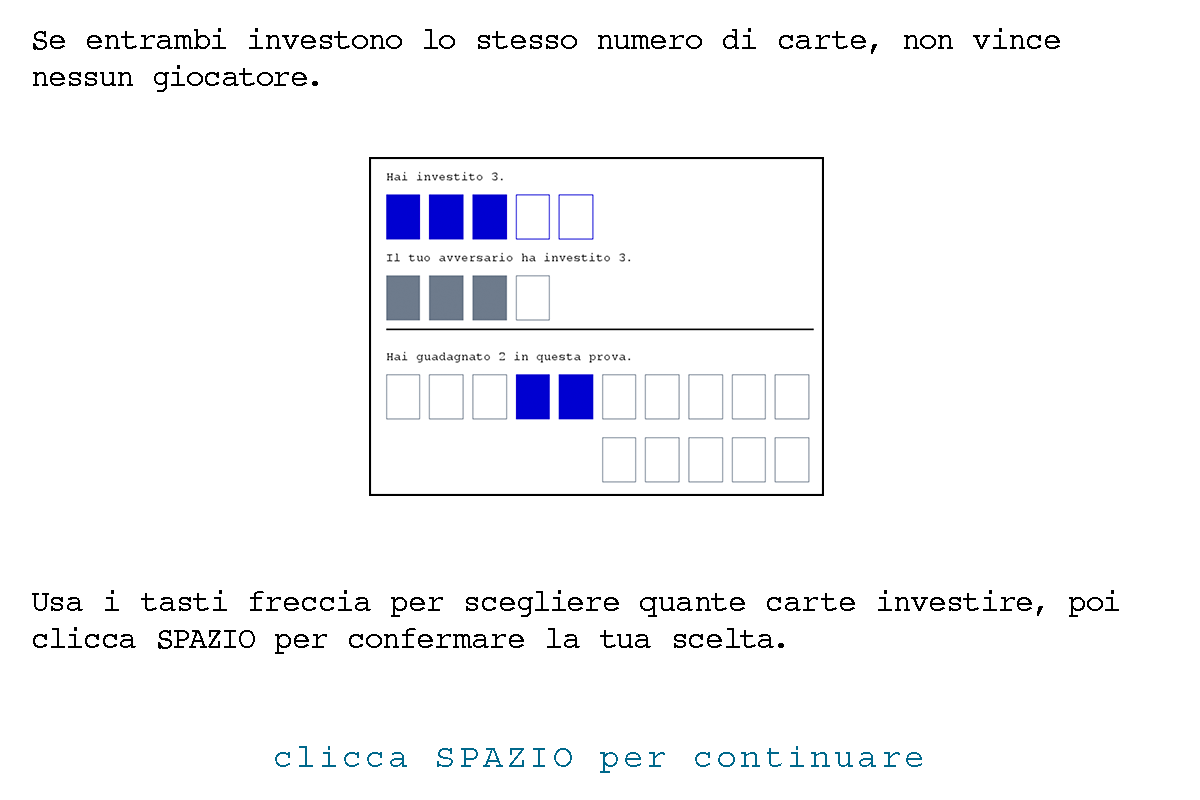 Se entrambi investono lo stesso numero di carte, non vince
nessun giocatore.
Hai investito 3.
Il tuo avversario ha investito 3.
Hai guadagnato 2 in questa prova.
Usa i tasti freccia per scegliere quante carte investire, poi
clicca SPAZIO per confermare la tua scelta.
clicca SPAZIO per continuare